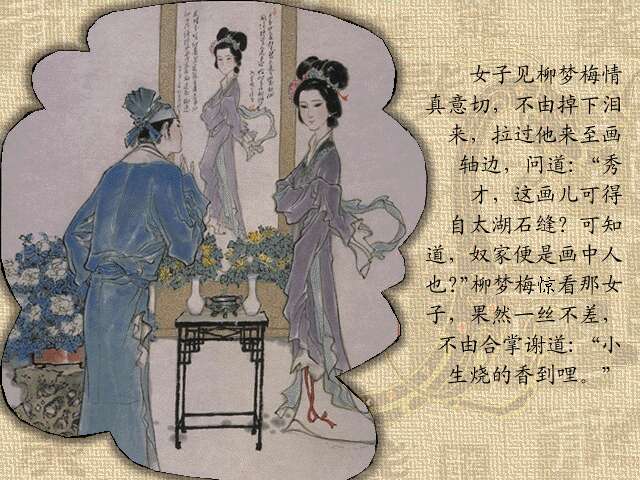 女子见柳梦梅情
真意切，不由掉下泪
来，拉过他来至画
轴边，问道：“秀
才，这画儿可得
自太湖石缝？可知
道，奴家便是画中人
也？”柳梦梅惊看那女
子，果然一丝不差，
不由合掌谢道：“小
生烧的香到哩。”